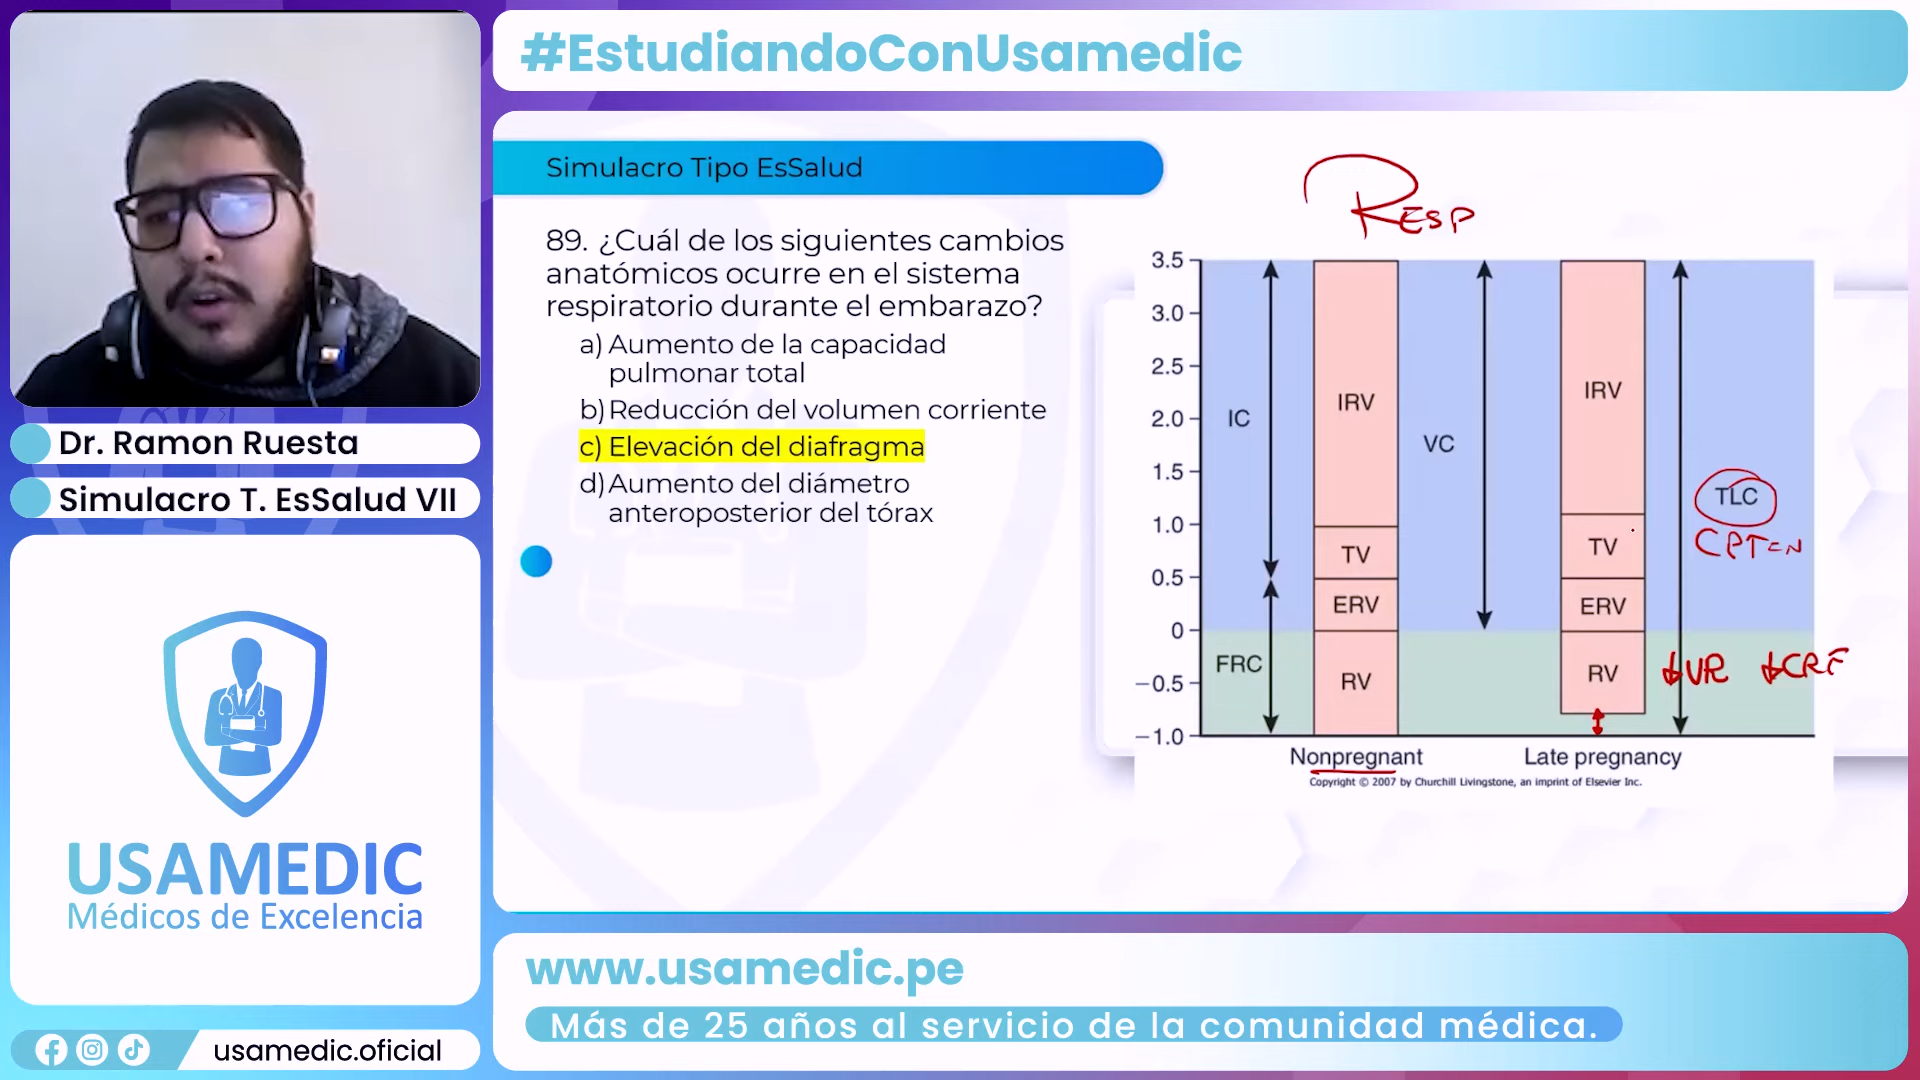 #EstudiandoConUsamedic
Simulacro Tipo EsSalud
89. ¿Cuál de los siguientes cambios
anatómicos ocurre en el sistema
respiratorio durante el embarazo?
a) Aumento de la capacidad
pulmonar total
b) Reducción del volumen corriente
c) Elevación del diafragma
d) Aumento del diámetro
anteroposterior del tórax
RESP
3.5
3.0
2.5
2.0
1.5
1.0
0.5
0
−0.5
−1.0
IC
FRC
IRV
TV
ERV
RV
VC
IRV
TV
ERV
RV
TLC
CPT=N
↓VR ↓CRF
Nonpregnant
Late pregnancy
Copyright © 2007 by Churchill Livingstone, an imprint of Elsevier Inc.
Dr. Ramon Ruesta
Simulacro T. EsSalud VII
USAMEDIC
Médicos de Excelencia
usamedic.oficial
www.usamedic.pe
Más de 25 años al servicio de la comunidad médica.